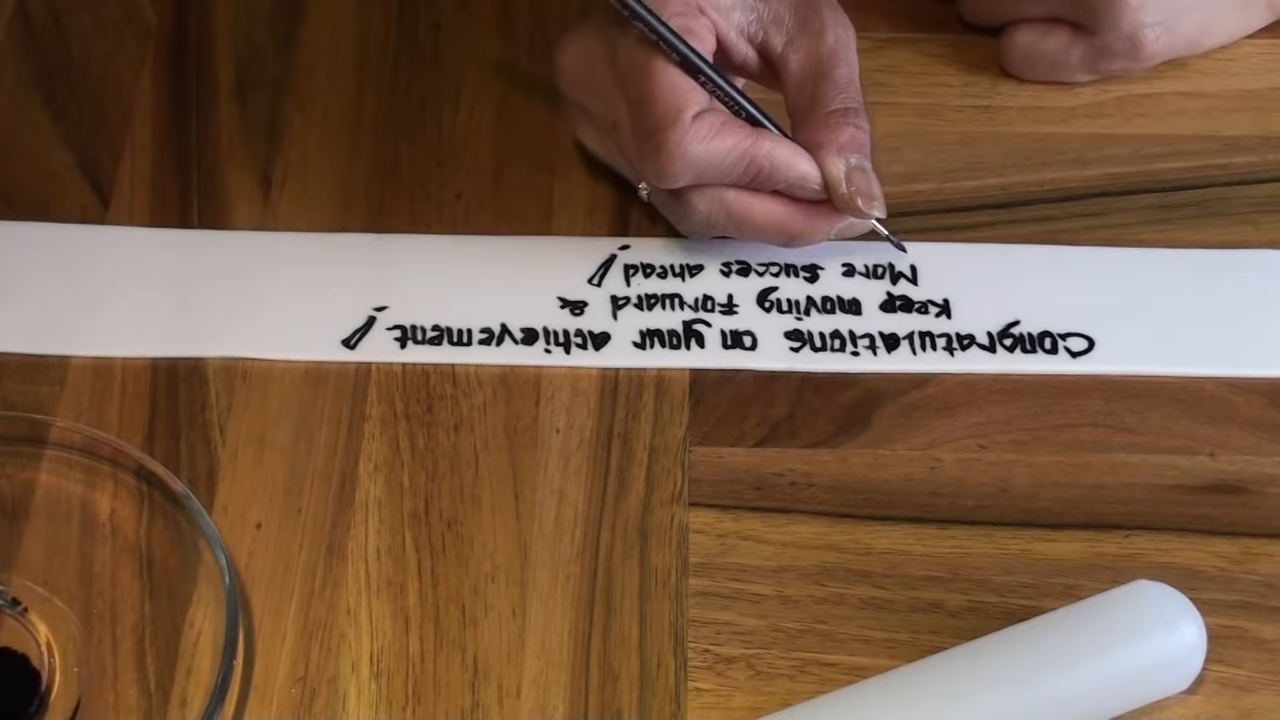 Congratulations on your achievement!
Keep moving Forward &
More Succes ahead!